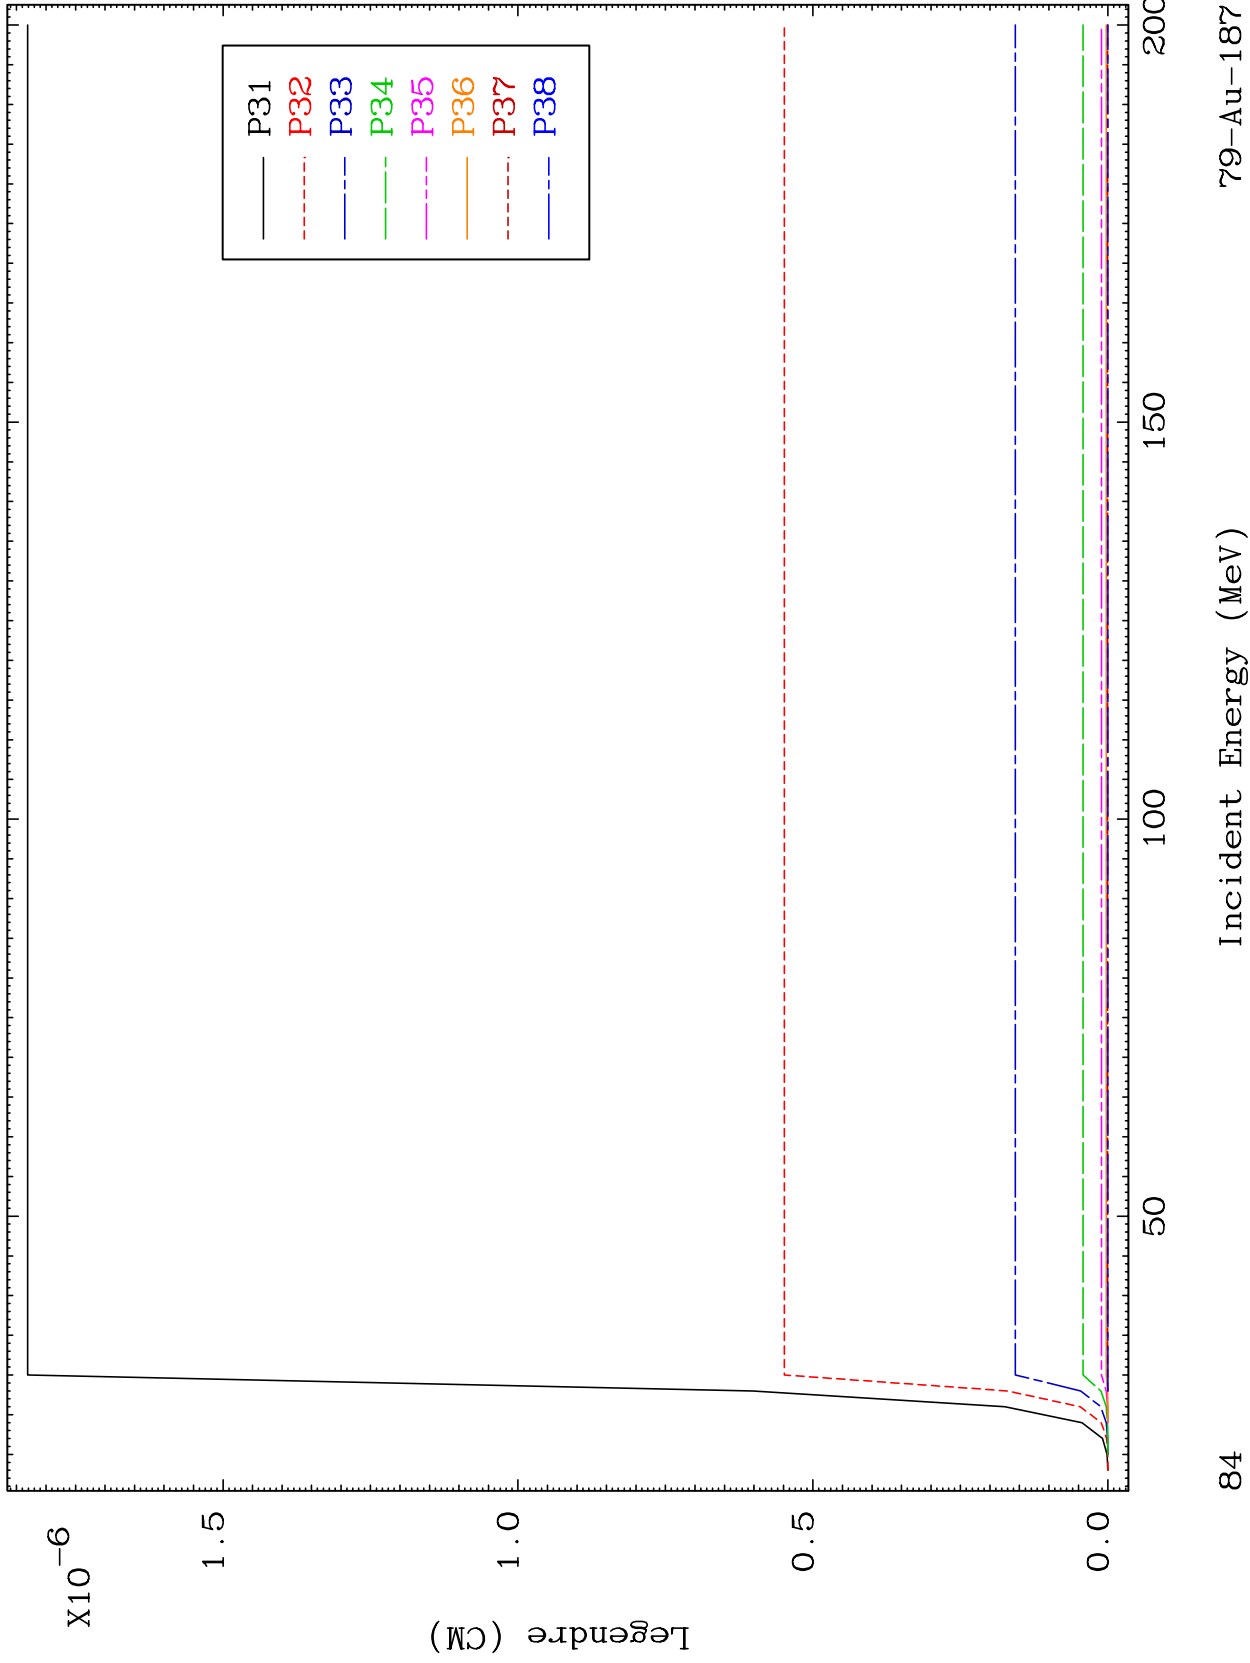 X10⁻⁶
1.5
1.0
0.5
0.0
Legendre (CM)
50
100
150
200
Incident Energy (MeV)
P31
P32
P33
P34
P35
P36
P37
P38
84
79-Au-187